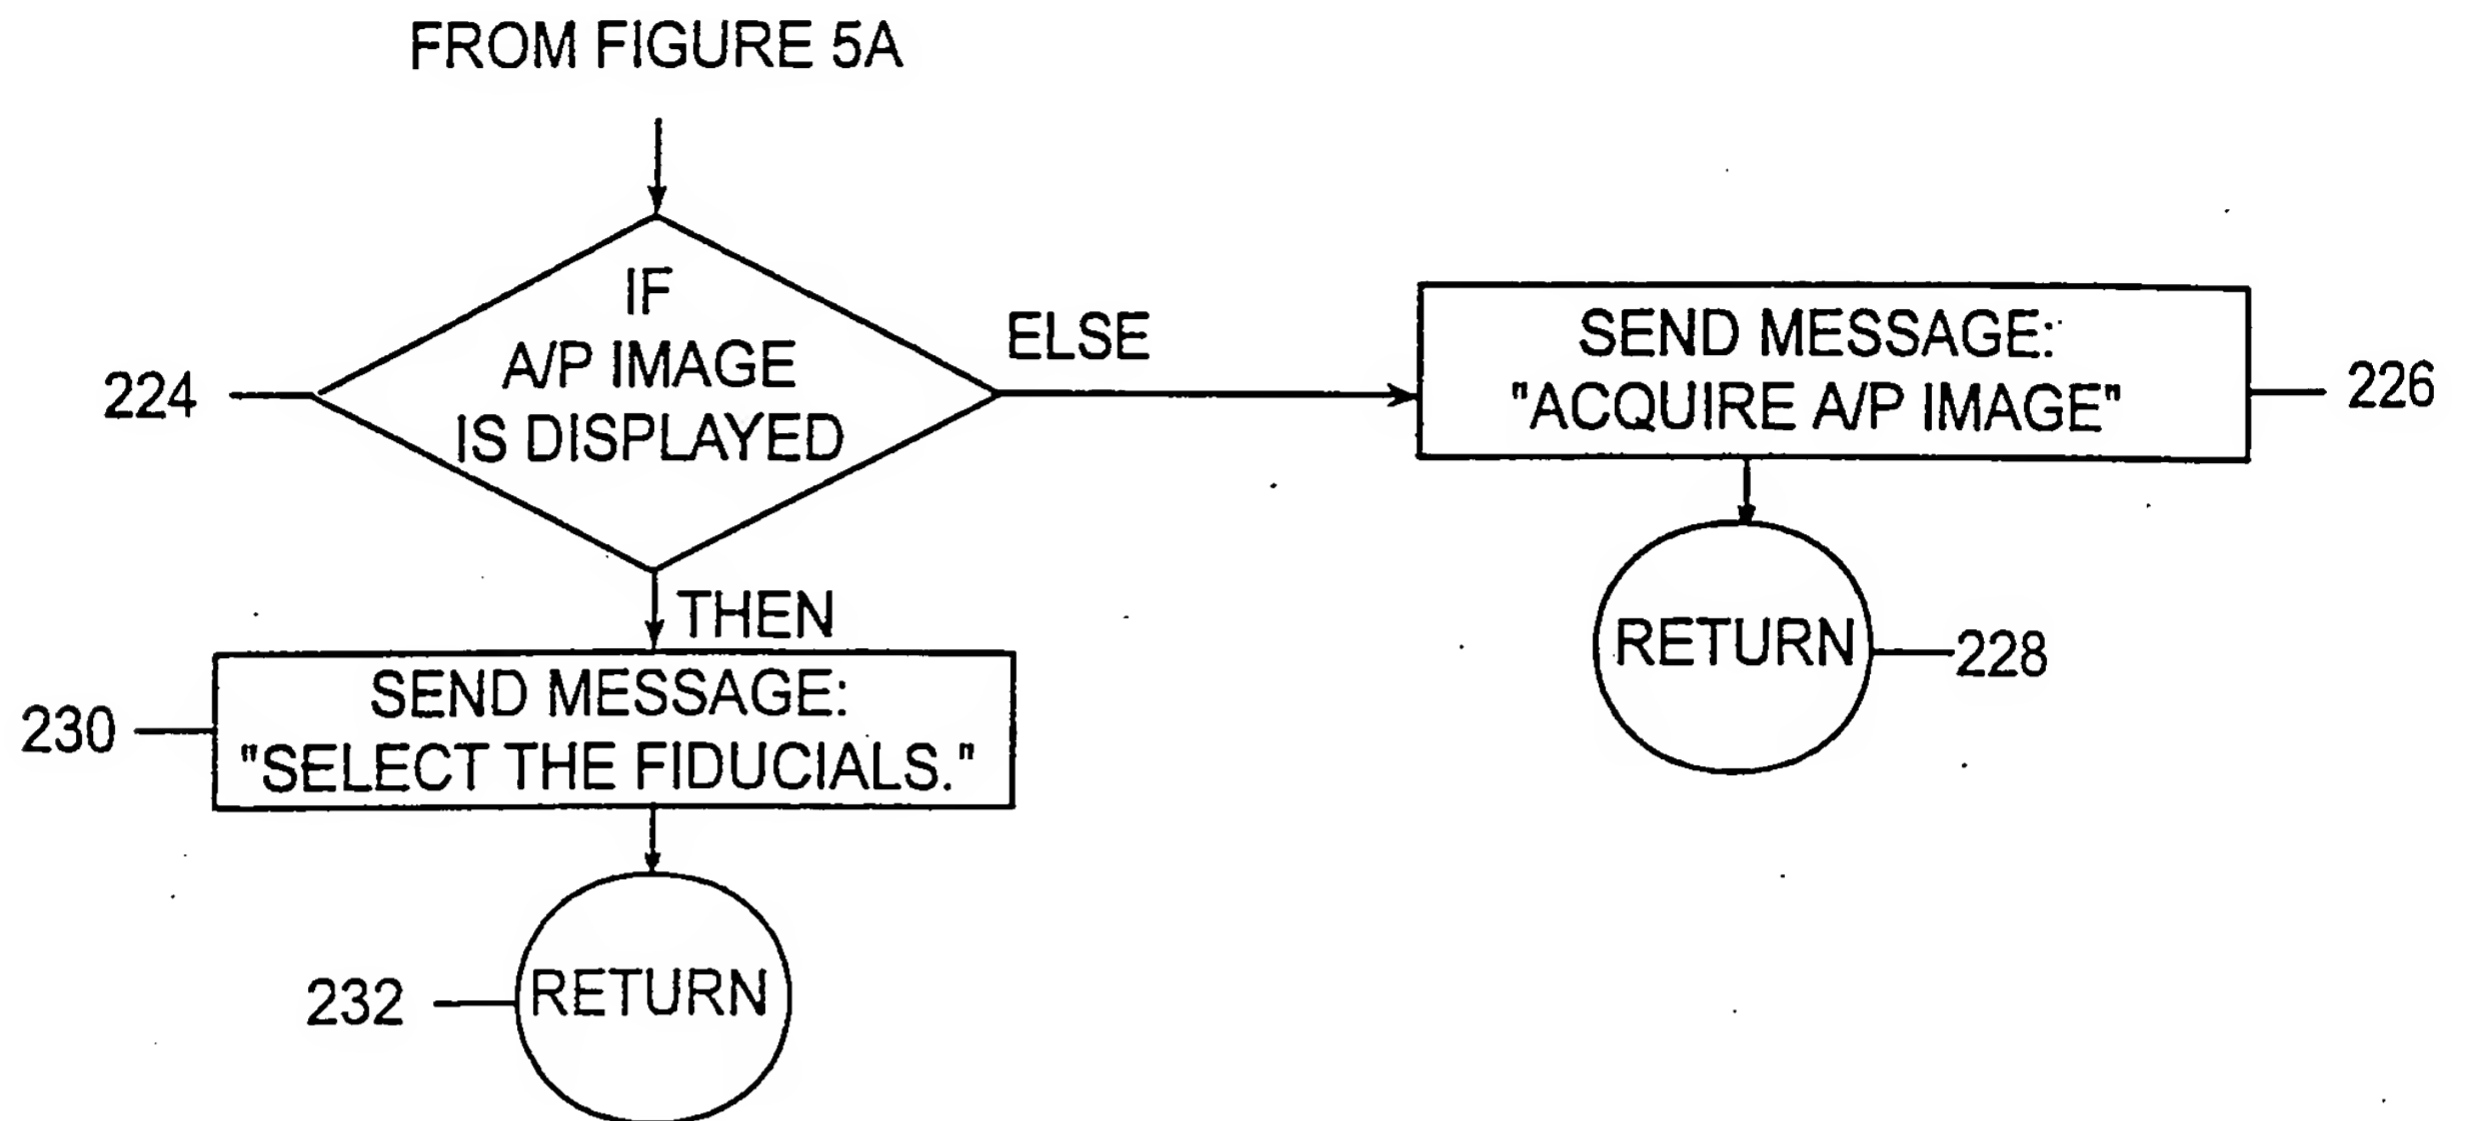 FROM FIGURE 5A
IF
A/P IMAGE
IS DISPLAYED
224
ELSE
SEND MESSAGE:
"ACQUIRE A/P IMAGE"
226
RETURN
228
THEN
SEND MESSAGE:
"SELECT THE FIDUCIALS."
230
RETURN
232